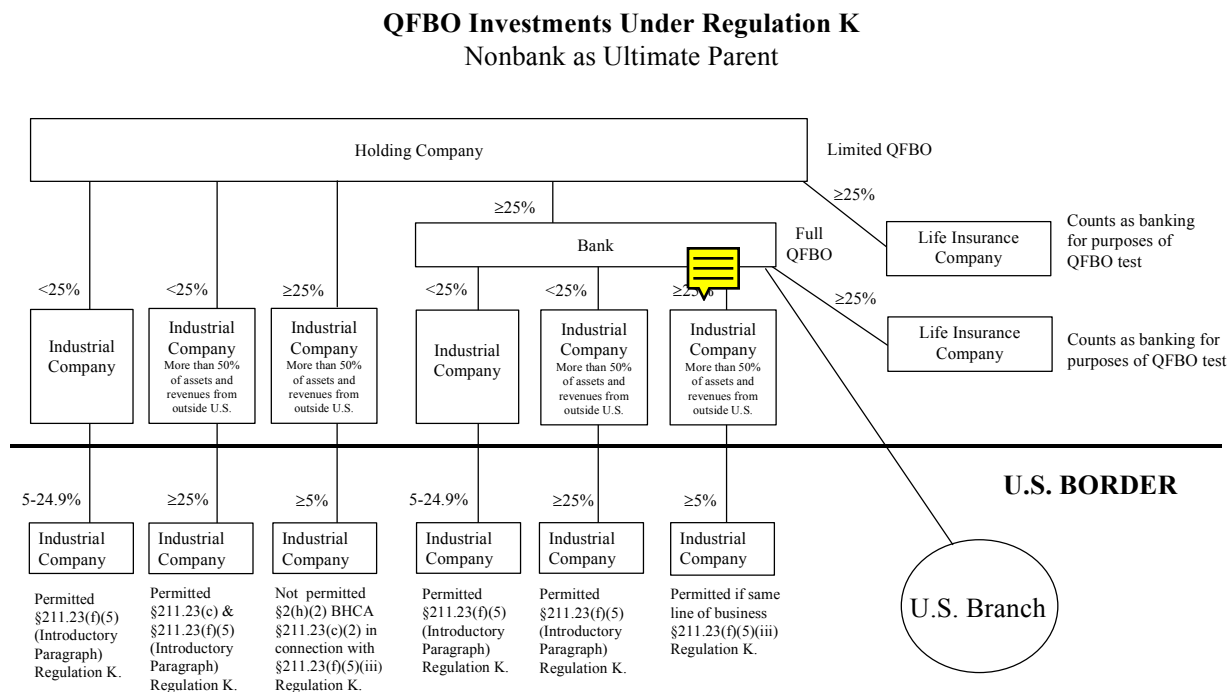 QFBO Investments Under Regulation K
Nonbank as Ultimate Parent
Holding Company
Limited QFBO
≥25%
≥25%
Life Insurance
Company
Counts as banking
for purposes of
QFBO test
Bank
Full
QFBO
<25%
<25%
≥25%
<25%
<25%
≥25%
≥25%
Life Insurance
Company
Counts as banking for
purposes of QFBO test
Industrial
Company
Industrial
Company
More than 50%
of assets and
revenues from
outside U.S.
Industrial
Company
More than 50%
of assets and
revenues from
outside U.S.
Industrial
Company
Industrial
Company
More than 50%
of assets and
revenues from
outside U.S.
Industrial
Company
More than 50%
of assets and
revenues from
outside U.S.
U.S. BORDER
5-24.9%
≥25%
≥5%
5-24.9%
≥25%
≥5%
Industrial
Company
Industrial
Company
Industrial
Company
Industrial
Company
Industrial
Company
Industrial
Company
Permitted
§211.23(f)(5)
(Introductory
Paragraph)
Regulation K.
Permitted
§211.23(c) &
§211.23(f)(5)
(Introductory
Paragraph)
Regulation K.
Not permitted
§2(h)(2) BHCA
§211.23(c)(2) in
connection with
§211.23(f)(5)(iii)
Regulation K.
Permitted
§211.23(f)(5)
(Introductory
Paragraph)
Regulation K.
Permitted
§211.23(f)(5)
(Introductory
Paragraph)
Regulation K.
Permitted if same
line of business
§211.23(f)(5)(iii)
Regulation K.
U.S. Branch